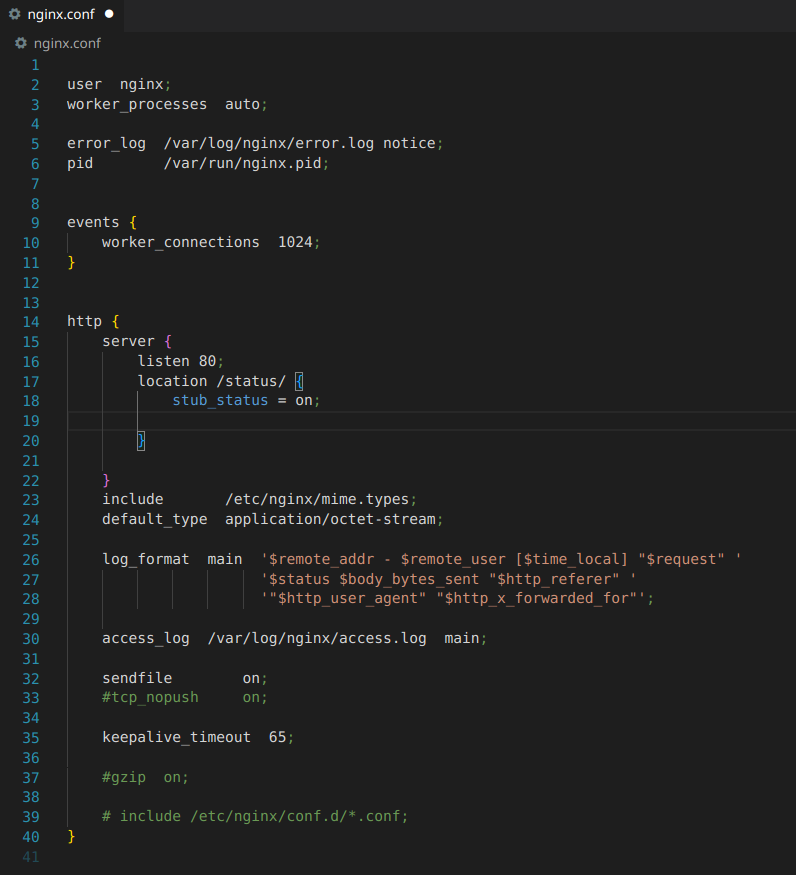 nginx.conf
nginx.conf
1
2 user  nginx;
3 worker_processes  auto;
4
5 error_log  /var/log/nginx/error.log notice;
6 pid        /var/run/nginx.pid;
7
8
9 events {
10     worker_connections  1024;
11 }
12
13
14 http {
15     server {
16         listen 80;
17         location /status/ {
18             stub_status = on;
19
20         }
21
22     }
23     include       /etc/nginx/mime.types;
24     default_type  application/octet-stream;
25
26     log_format  main  '$remote_addr - $remote_user [$time_local] "$request" '
27                       '$status $body_bytes_sent "$http_referer" '
28                       '"$http_user_agent" "$http_x_forwarded_for"';
29
30     access_log  /var/log/nginx/access.log  main;
31
32     sendfile        on;
33     #tcp_nopush     on;
34
35     keepalive_timeout  65;
36
37     #gzip  on;
38
39     # include /etc/nginx/conf.d/*.conf;
40 }
41